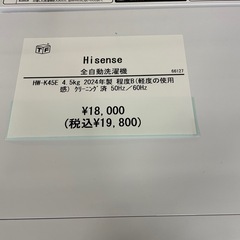 TF
Hisense
全自動洗濯機
66127
HW-K45E 4.5kg 2024年製 程度B(軽度の使用
感) クリーニング済 50Hz／60Hz
¥18,000
(税込¥19,800)